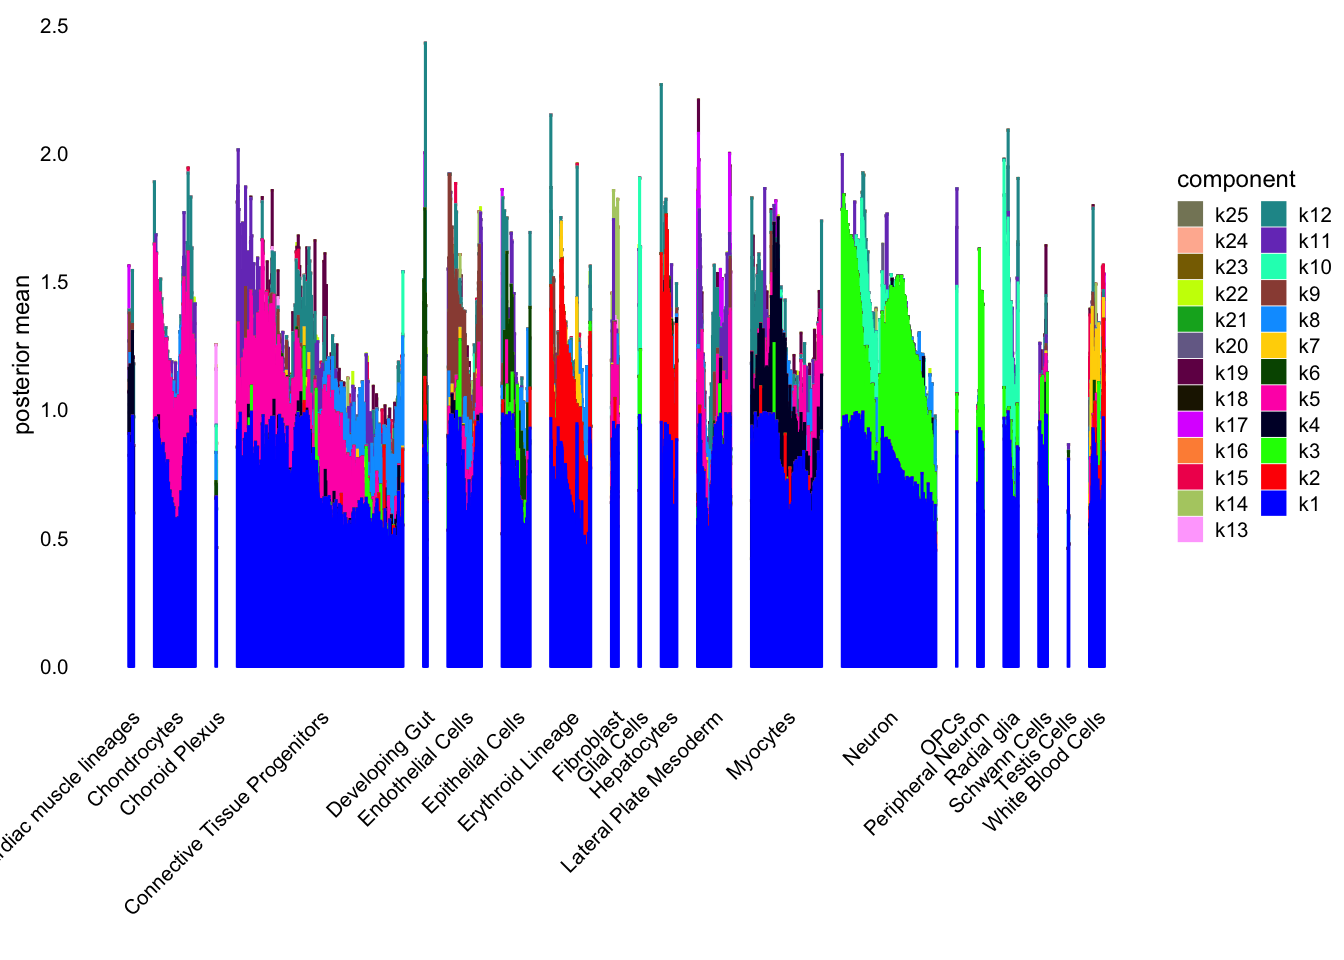 2.5
2.0
1.5
1.0
0.5
0.0
posterior mean
rdiac muscle lineages
Chondrocytes
Choroid Plexus
Connective Tissue Progenitors
Developing Gut
Endothelial Cells
Epithelial Cells
Erythroid Lineage
Fibroblast
Glial Cells
Hepatocytes
Lateral Plate Mesoderm
Myocytes
Neuron
OPCs
Peripheral Neuron
Radial glia
Schwann Cells
Testis Cells
White Blood Cells
component
k25 k12
k24 k11
k23 k10
k22 k9
k21 k8
k20 k7
k19 k6
k18 k5
k17 k4
k16 k3
k15 k2
k14 k1
k13